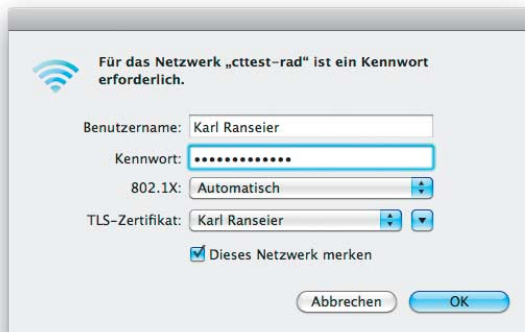 Für das Netzwerk „cttest-rad“ ist ein Kennwort
erforderlich.
Benutzername: Karl Ranseier
Kennwort: •••••••••••••
802.1X: Automatisch
TLS-Zertifikat: Karl Ranseier
Dieses Netzwerk merken
Abbrechen OK